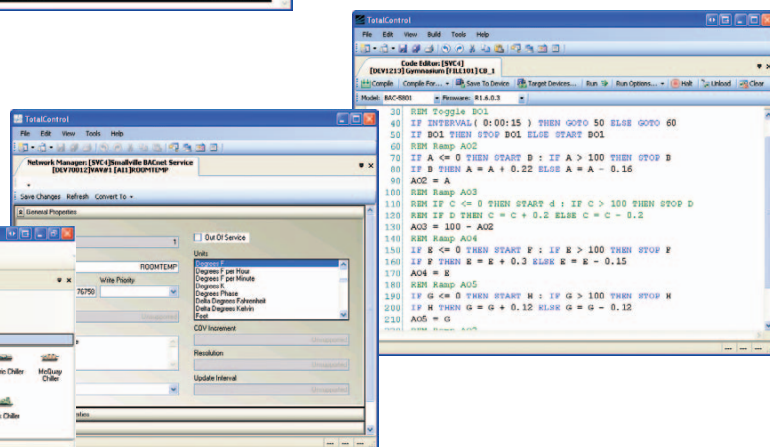 TotalControl
File Edit View Build Tools Help
Code Editor: [SVC4]
[DEV1213] Gymnasium [FILE101] CB_1
Compile Compile For... Save To Device Target Devices... Run Run Options... Halt Unload Clear
Model: BAC-5801 Firmware: R1.6.0.3
30 REM Toggle BO1
40 IF INTERVAL( 0:00:15 ) THEN GOTO 50 ELSE GOTO 60
50 IF BO1 THEN STOP BO1 ELSE START BO1
60 REM Ramp AO2
70 IF A <= 0 THEN START B : IF A > 100 THEN STOP B
80 IF B THEN A = A + 0.22 ELSE A = A - 0.16
90 AO2 = A
100 REM Ramp AO3
110 REM IF C <= 0 THEN START d : IF C > 100 THEN STOP D
120 REM IF D THEN C = C + 0.2 ELSE C = C - 0.2
130 AO3 = 100 - AO2
140 REM Ramp AO4
150 IF E <= 0 THEN START F : IF E > 100 THEN STOP F
160 IF F THEN E = E + 0.3 ELSE E = E - 0.15
170 AO4 = E
180 REM Ramp AO5
190 IF G <= 0 THEN START H : IF G > 100 THEN STOP H
200 IF H THEN G = G + 0.12 ELSE G = G - 0.12
210 AO5 = G
TotalControl
File Edit View Tools Help
Network Manager: [SVC4]Smallville BACnet Service
[DEV70012]VAV#1 [AI1]ROOMTEMP
Save Changes Refresh Convert To
General Properties
1
Out Of Service
Units
ROOMTEMP
Write Priority
76750
Degrees F
Degrees F per Hour
Degrees F per Minute
Degrees K
Degrees Phase
Delta Degrees Fahrenheit
Delta Degrees Kelvin
Feet
COV Increment
Resolution
Update Interval
Chiller
McQuay
Chiller
Chiller